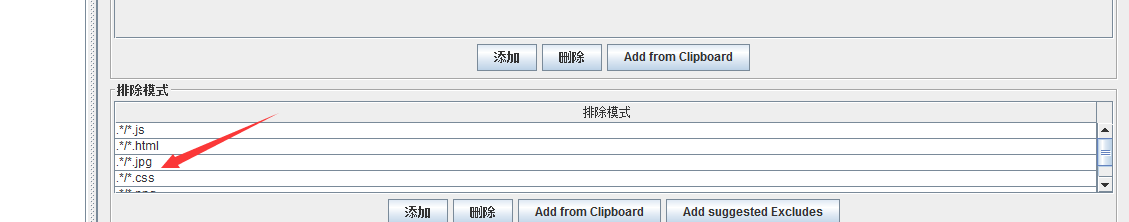 添加 删除 Add from Clipboard
排除模式
排除模式
.*/*.js
.*/*.html
.*/*.jpg
.*/*.css
添加 删除 Add from Clipboard Add suggested Excludes